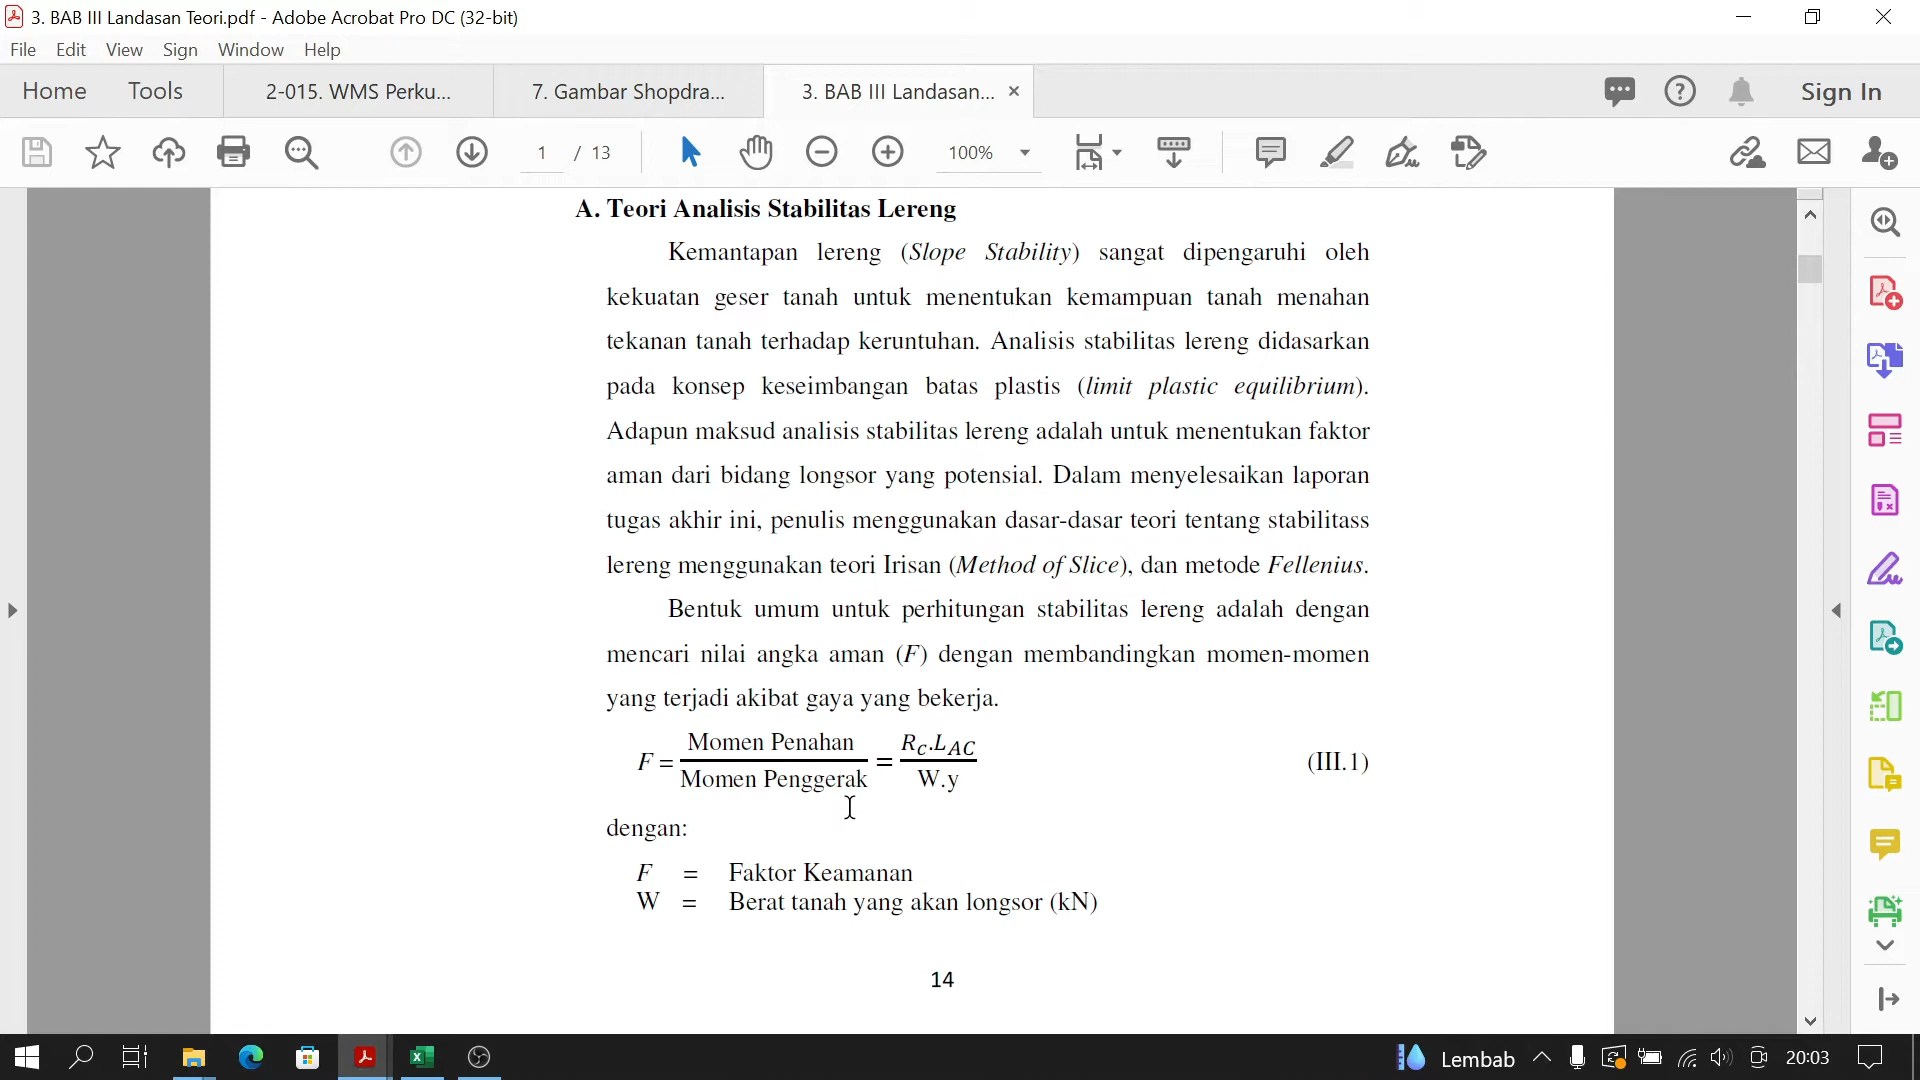 3. BAB III Landasan Teori.pdf - Adobe Acrobat Pro DC (32-bit)
File Edit View Sign Window Help
Home Tools 2-015. WMS Perku... 7. Gambar Shopdra... 3. BAB III Landasan... × Sign In
1 / 13 100%
A. Teori Analisis Stabilitas Lereng
Kemantapan lereng (Slope Stability) sangat dipengaruhi oleh
kekuatan geser tanah untuk menentukan kemampuan tanah menahan
tekanan tanah terhadap keruntuhan. Analisis stabilitas lereng didasarkan
pada konsep keseimbangan batas plastis (limit plastic equilibrium).
Adapun maksud analisis stabilitas lereng adalah untuk menentukan faktor
aman dari bidang longsor yang potensial. Dalam menyelesaikan laporan
tugas akhir ini, penulis menggunakan dasar-dasar teori tentang stabilitass
lereng menggunakan teori Irisan (Method of Slice), dan metode Fellenius.
Bentuk umum untuk perhitungan stabilitas lereng adalah dengan
mencari nilai angka aman (F) dengan membandingkan momen-momen
yang terjadi akibat gaya yang bekerja.
F = Momen Penahan / Momen Penggerak = R_C.L_AC / W.y (III.1)
dengan:
F = Faktor Keamanan
W = Berat tanah yang akan longsor (kN)
14
Lembab 20:03